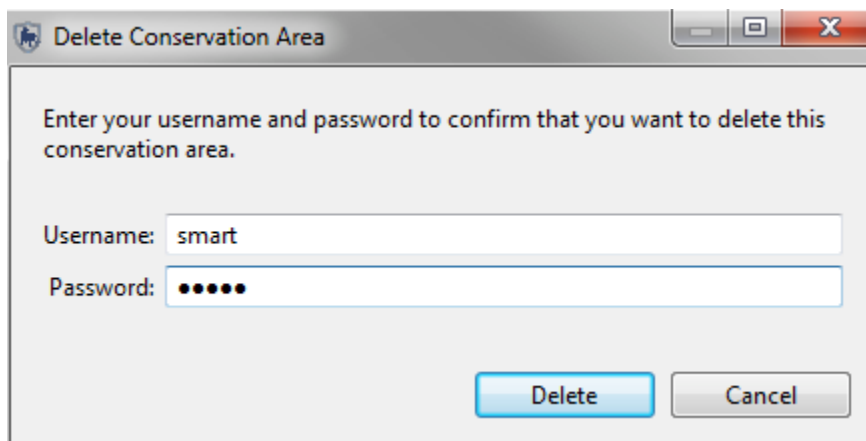 Delete Conservation Area
Enter your username and password to confirm that you want to delete this
conservation area.
Username: smart
Password: •••••
Delete Cancel